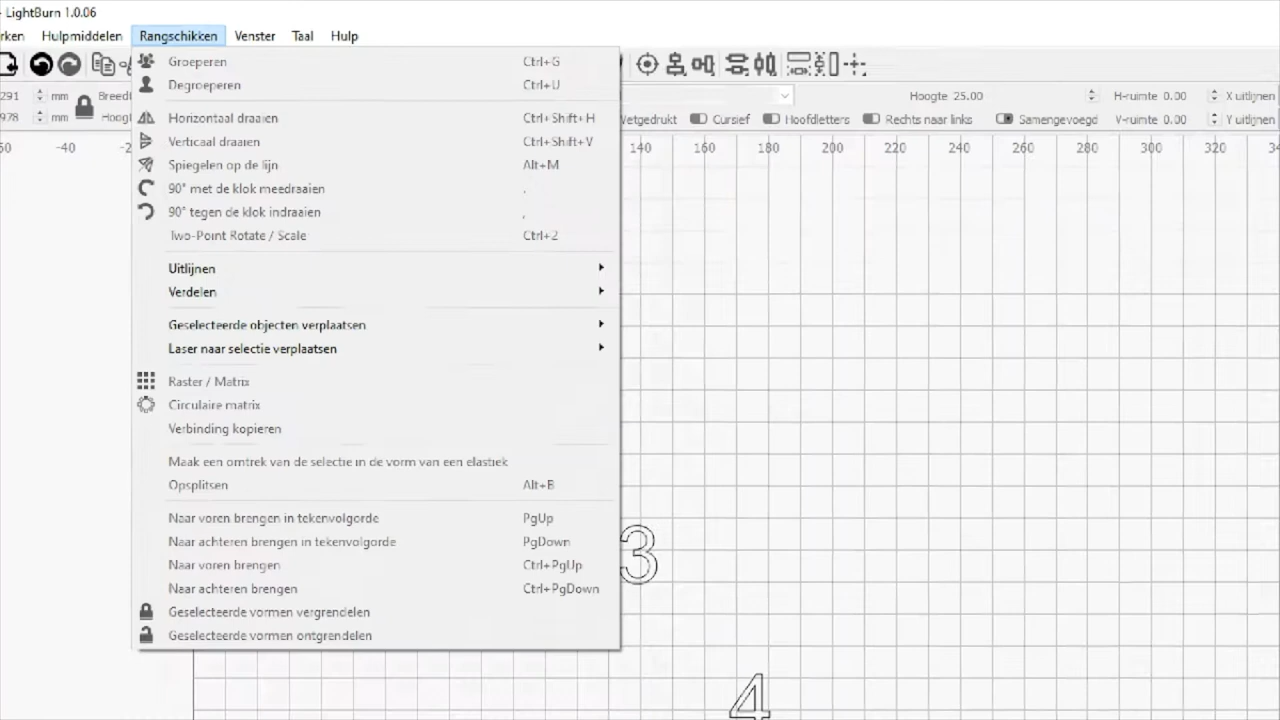 - LightBurn 1.0.06
rken Hulpmiddelen Rangschikken Venster Taal Hulp
291 mm Breedt Hoogte 25.00 H-ruimte 0.00 X uitlijnen
978 mm Hoogt Vetgedrukt Cursief Hoofdletters Rechts naar links Samengevoegd V-ruimte 0.00 Y uitlijnen
50 -40 -2 140 160 180 200 220 240 260 280 300 320 34
Groeperen Ctrl+G
Degroeperen Ctrl+U
Horizontaal draaien Ctrl+Shift+H
Verticaal draaien Ctrl+Shift+V
Spiegelen op de lijn Alt+M
90° met de klok meedraaien .
90° tegen de klok indraaien ,
Two-Point Rotate / Scale Ctrl+2
Uitlijnen
Verdelen
Geselecteerde objecten verplaatsen
Laser naar selectie verplaatsen
Raster / Matrix
Circulaire matrix
Verbinding kopieren
Maak een omtrek van de selectie in de vorm van een elastiek
Opsplitsen Alt+B
Naar voren brengen in tekenvolgorde PgUp
Naar achteren brengen in tekenvolgorde PgDown
Naar voren brengen Ctrl+PgUp
Naar achteren brengen Ctrl+PgDown
Geselecteerde vormen vergrendelen
Geselecteerde vormen ontgrendelen
3
4